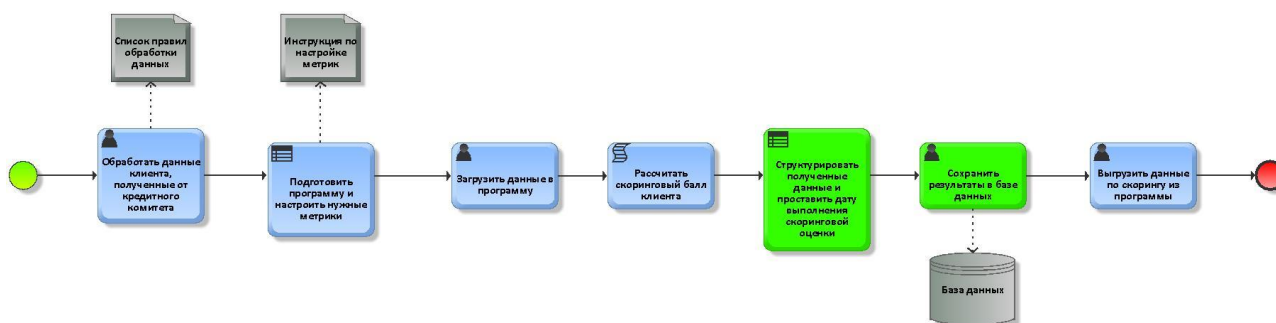 Список правил
обработки
данных
Инструкция по
настройке
метрик
Обработать данные
клиента,
полученные от
кредитного
комитета
Подготовить
программу и
настроить нужные
метрики
Загрузить данные в
программу
Рассчитать
скоринговый балл
клиента
Структурировать
полученные
данные и
проставить дату
выполнения
скоринговой
оценки
Сохранить
результаты в базе
данных
Выгрузить данные
по скорингу из
программы
База данных